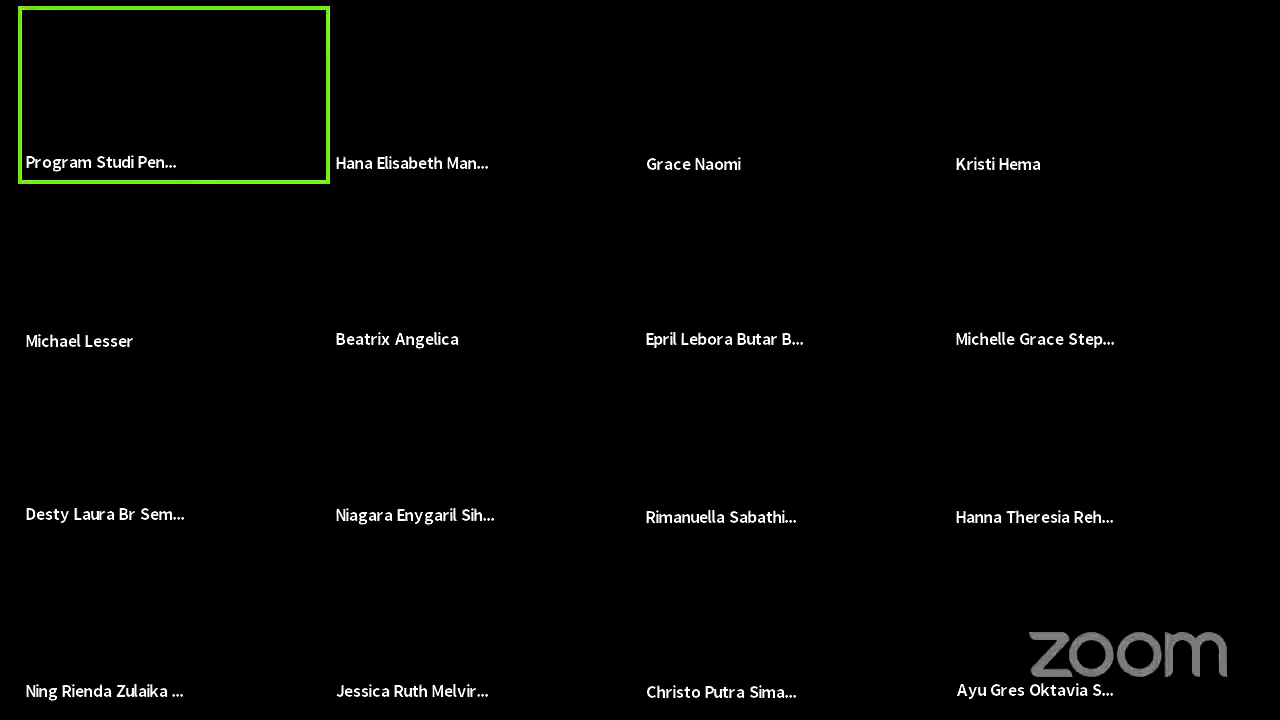 Program Studi Pen...
Hana Elisabeth Man...
Grace Naomi
Kristi Hema
Michael Lesser
Beatrix Angelica
Epril Lebora Butar B...
Michelle Grace Step...
Desty Laura Br Sem...
Niagara Enygaril Sih...
Rimanuella Sabathi...
Hanna Theresia Reh...
Ning Rienda Zulaika ...
Jessica Ruth Melvir...
Christo Putra Sima...
Ayu Gres Oktavia S...
zoom